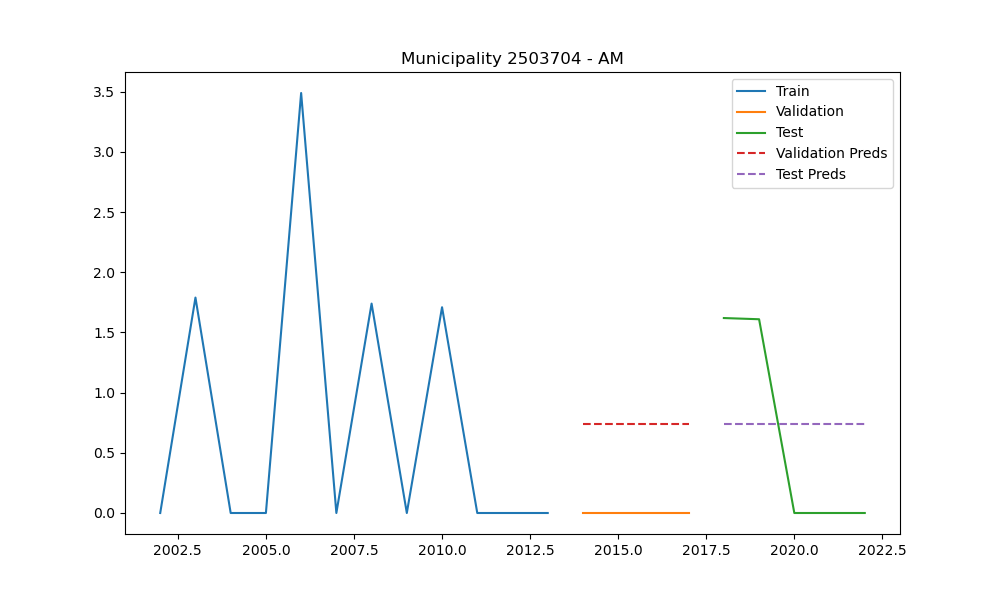 Municipality 2503704 - AM
3.5
3.0
2.5
2.0
1.5
1.0
0.5
0.0
Train
Validation
Test
Validation Preds
Test Preds
2002.5 2005.0 2007.5 2010.0 2012.5 2015.0 2017.5 2020.0 2022.5